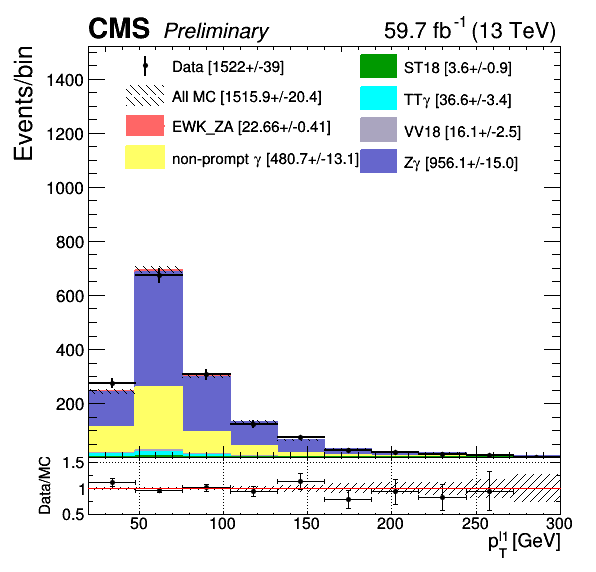 CMS Preliminary 59.7 fb⁻¹ (13 TeV)
Events/bin
Data [1522+/-39]
All MC [1515.9+/-20.4]
EWK_ZA [22.66+/-0.41]
non-prompt γ [480.7+/-13.1]
ST18 [3.6+/-0.9]
TTγ [36.6+/-3.4]
VV18 [16.1+/-2.5]
Zγ [956.1+/-15.0]
1400
1200
1000
800
600
400
200
Data/MC
1.5
1
0.5
50 100 150 200 250 300
p_T^l1 [GeV]